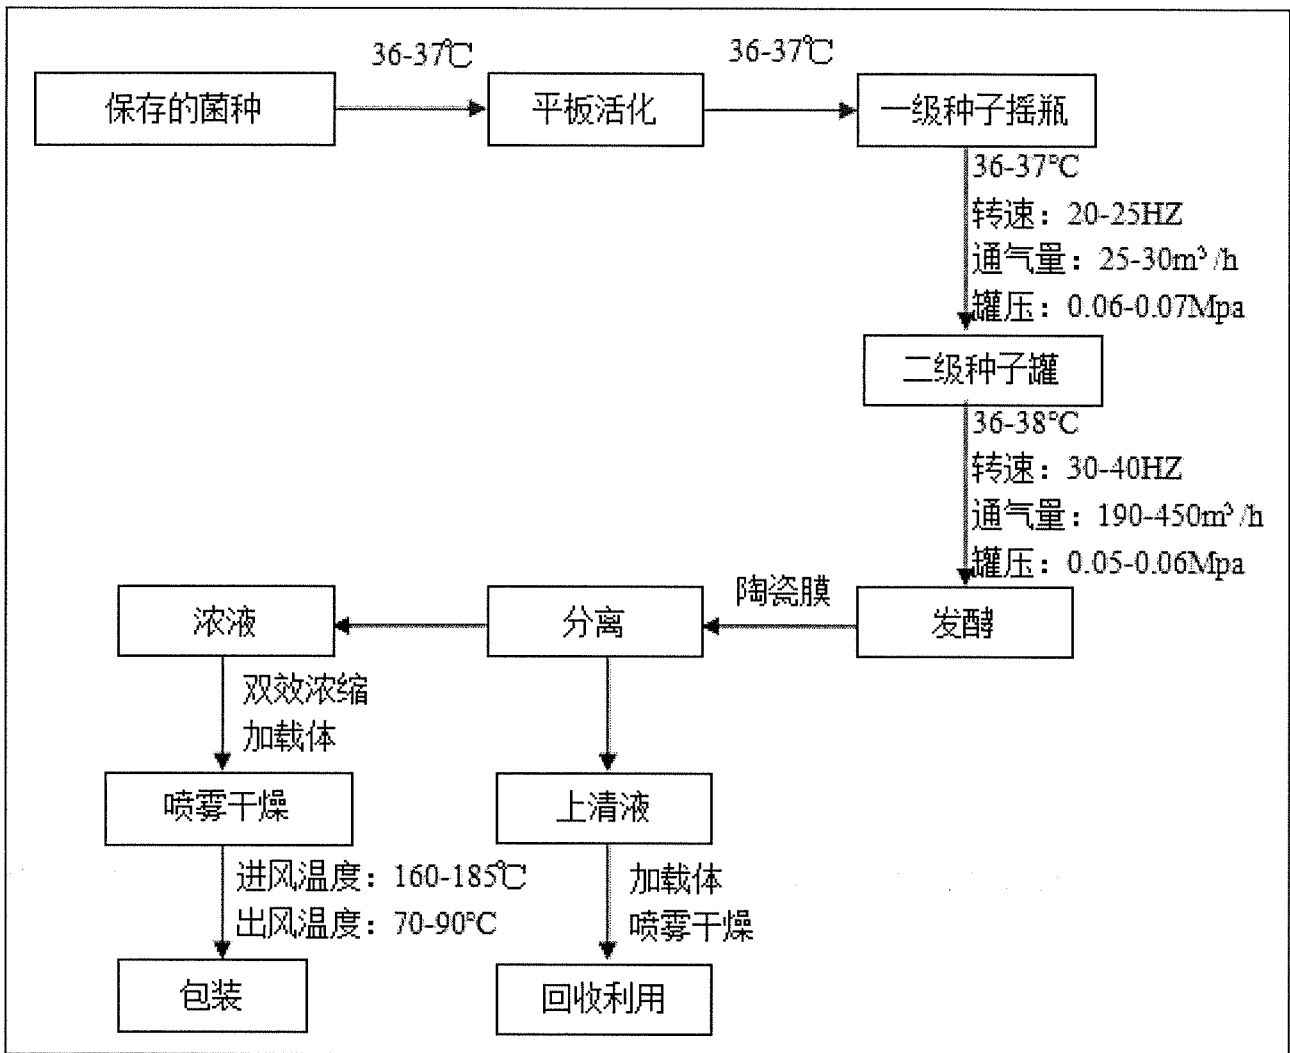 36-37℃
36-37℃
保存的菌种
平板活化
一级种子摇瓶
36-37℃
转速：20-25HZ
通气量：25-30m³/h
罐压：0.06-0.07Mpa
二级种子罐
36-38℃
转速：30-40HZ
通气量：190-450m³/h
罐压：0.05-0.06Mpa
发酵
陶瓷膜
分离
浓液
双效浓缩
加载体
喷雾干燥
进风温度：160-185℃
出风温度：70-90℃
包装
上清液
加载体
喷雾干燥
回收利用